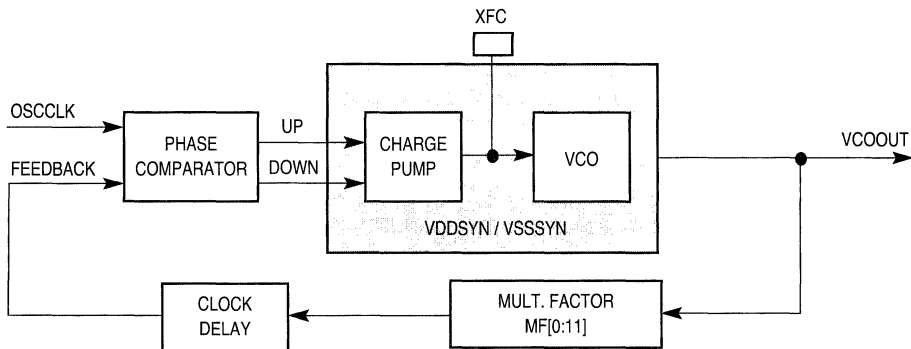 XFC
OSCCLK
PHASE
COMPARATOR
UP
CHARGE
PUMP
VCO
VCOOUT
FEEDBACK
DOWN
VDDSYN / VSSSYN
CLOCK
DELAY
MULT. FACTOR
MF[0:11]